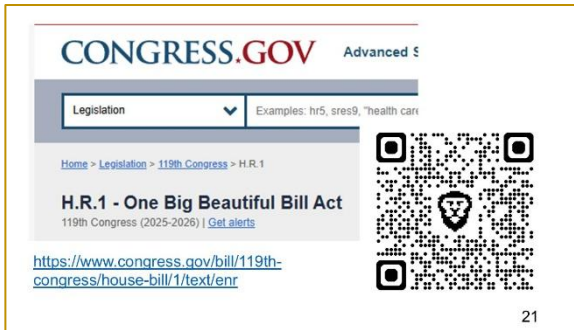 CONGRESS.GOV Advanced S
Legislation Examples: hr5, sres9, "health care
Home > Legislation > 119th Congress > H.R.1
H.R.1 - One Big Beautiful Bill Act
119th Congress (2025-2026) | Get alerts
https://www.congress.gov/bill/119th-
congress/house-bill/1/text/enr
21